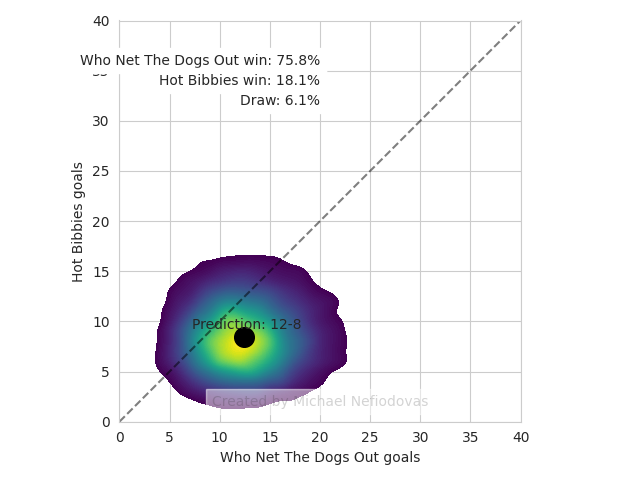 40
Who Net The Dogs Out win: 75.8%
Hot Bibbies win: 18.1%
Draw: 6.1%
30
25
20
15
10
5
0
Hot Bibbies goals
Prediction: 12-8
Created by Michael Nefiodovas
0 5 10 15 20 25 30 35 40
Who Net The Dogs Out goals